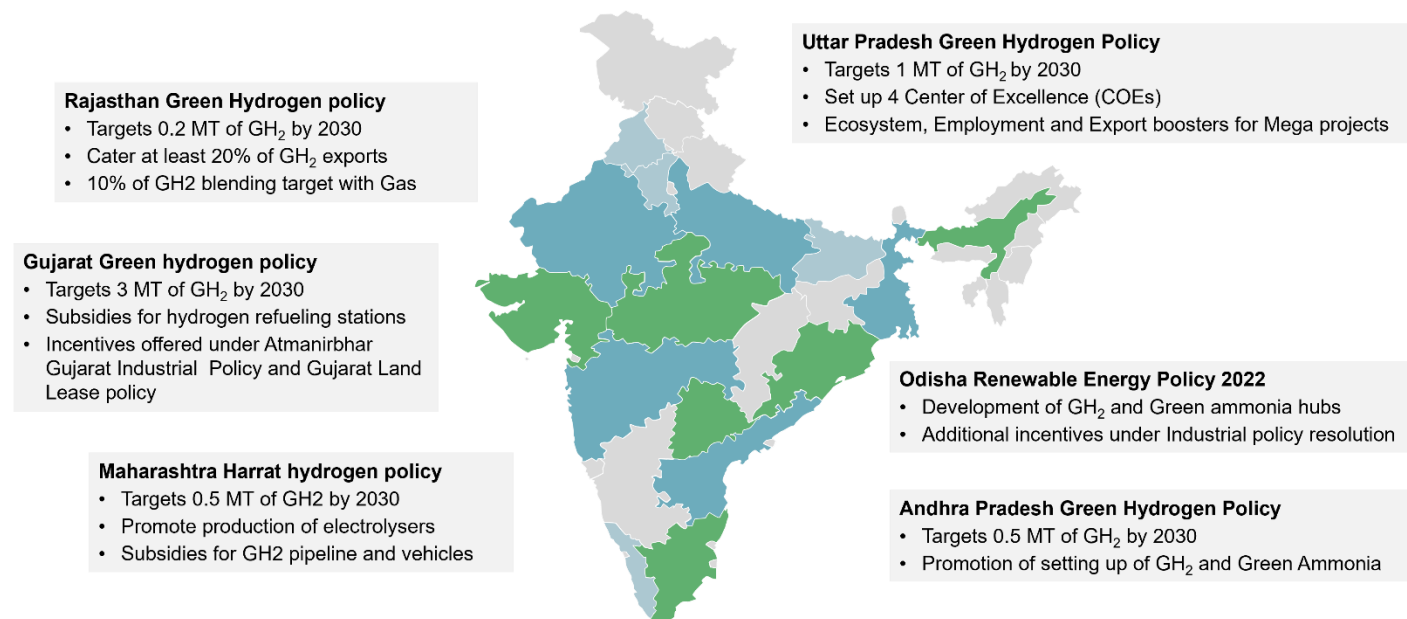 Rajasthan Green Hydrogen policy
• Targets 0.2 MT of GH₂ by 2030
• Cater at least 20% of GH₂ exports
• 10% of GH2 blending target with Gas
Gujarat Green hydrogen policy
• Targets 3 MT of GH₂ by 2030
• Subsidies for hydrogen refueling stations
• Incentives offered under Atmanirbhar
Gujarat Industrial Policy and Gujarat Land
Lease policy
Maharashtra Harrat hydrogen policy
• Targets 0.5 MT of GH2 by 2030
• Promote production of electrolysers
• Subsidies for GH2 pipeline and vehicles
Uttar Pradesh Green Hydrogen Policy
• Targets 1 MT of GH₂ by 2030
• Set up 4 Center of Excellence (COEs)
• Ecosystem, Employment and Export boosters for Mega projects
Odisha Renewable Energy Policy 2022
• Development of GH₂ and Green ammonia hubs
• Additional incentives under Industrial policy resolution
Andhra Pradesh Green Hydrogen Policy
• Targets 0.5 MT of GH₂ by 2030
• Promotion of setting up of GH₂ and Green Ammonia